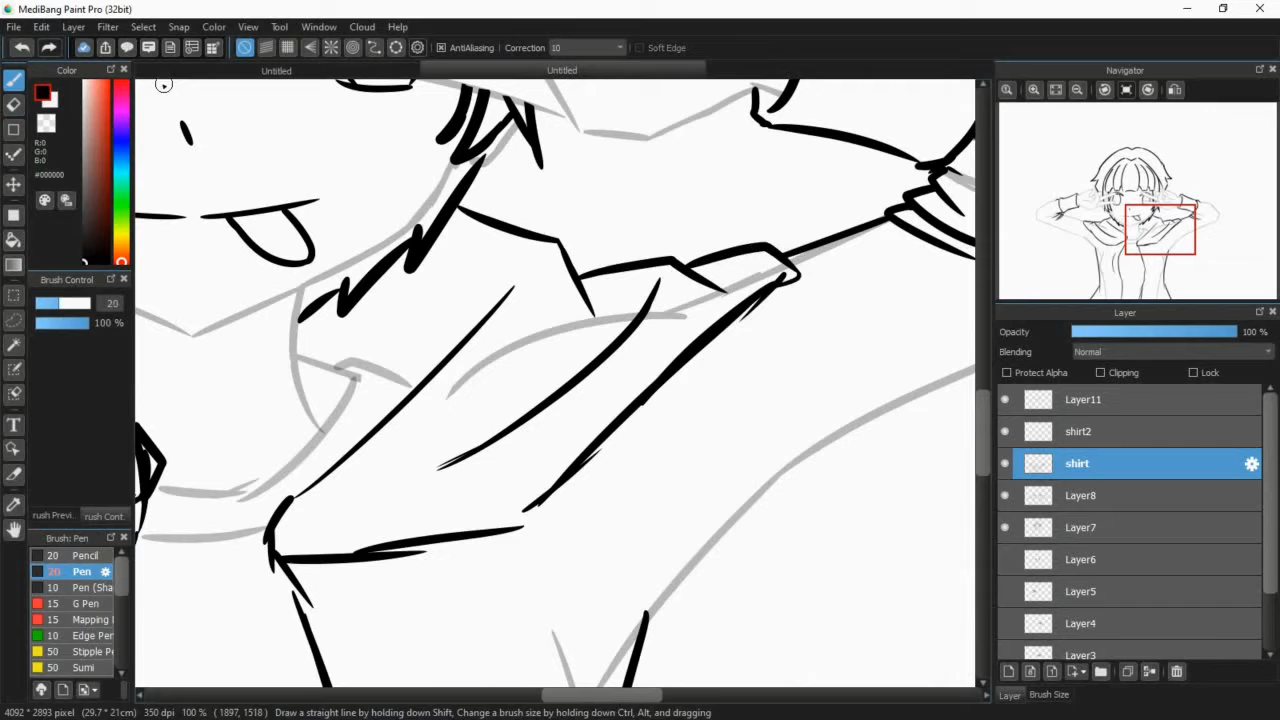 MediBang Paint Pro (32bit)
File Edit Layer Filter Select Snap Color View Tool Window Cloud Help
AntiAliasing Correction 10 Soft Edge
Color
Untitled
Untitled
Navigator
R:0
G:0
B:0
#000000
Brush Control
20
100 %
rush Previ.
rush Cont.
Brush: Pen
20 Pencil
20 Pen
10 Pen (Sha
15 G Pen
15 Mapping
10 Edge Pen
50 Stipple Pe
50 Sumi
Layer
Opacity 100 %
Blending Normal
Protect Alpha Clipping Lock
Layer11
shirt2
shirt
Layer8
Layer7
Layer6
Layer5
Layer4
Layer3
Layer Brush Size
4092 * 2893 pixel (29.7 * 21cm) 350 dpi 100 % ( 1897, 1518 ) Draw a straight line by holding down Shift, Change a brush size by holding down Ctrl, Alt, and dragging